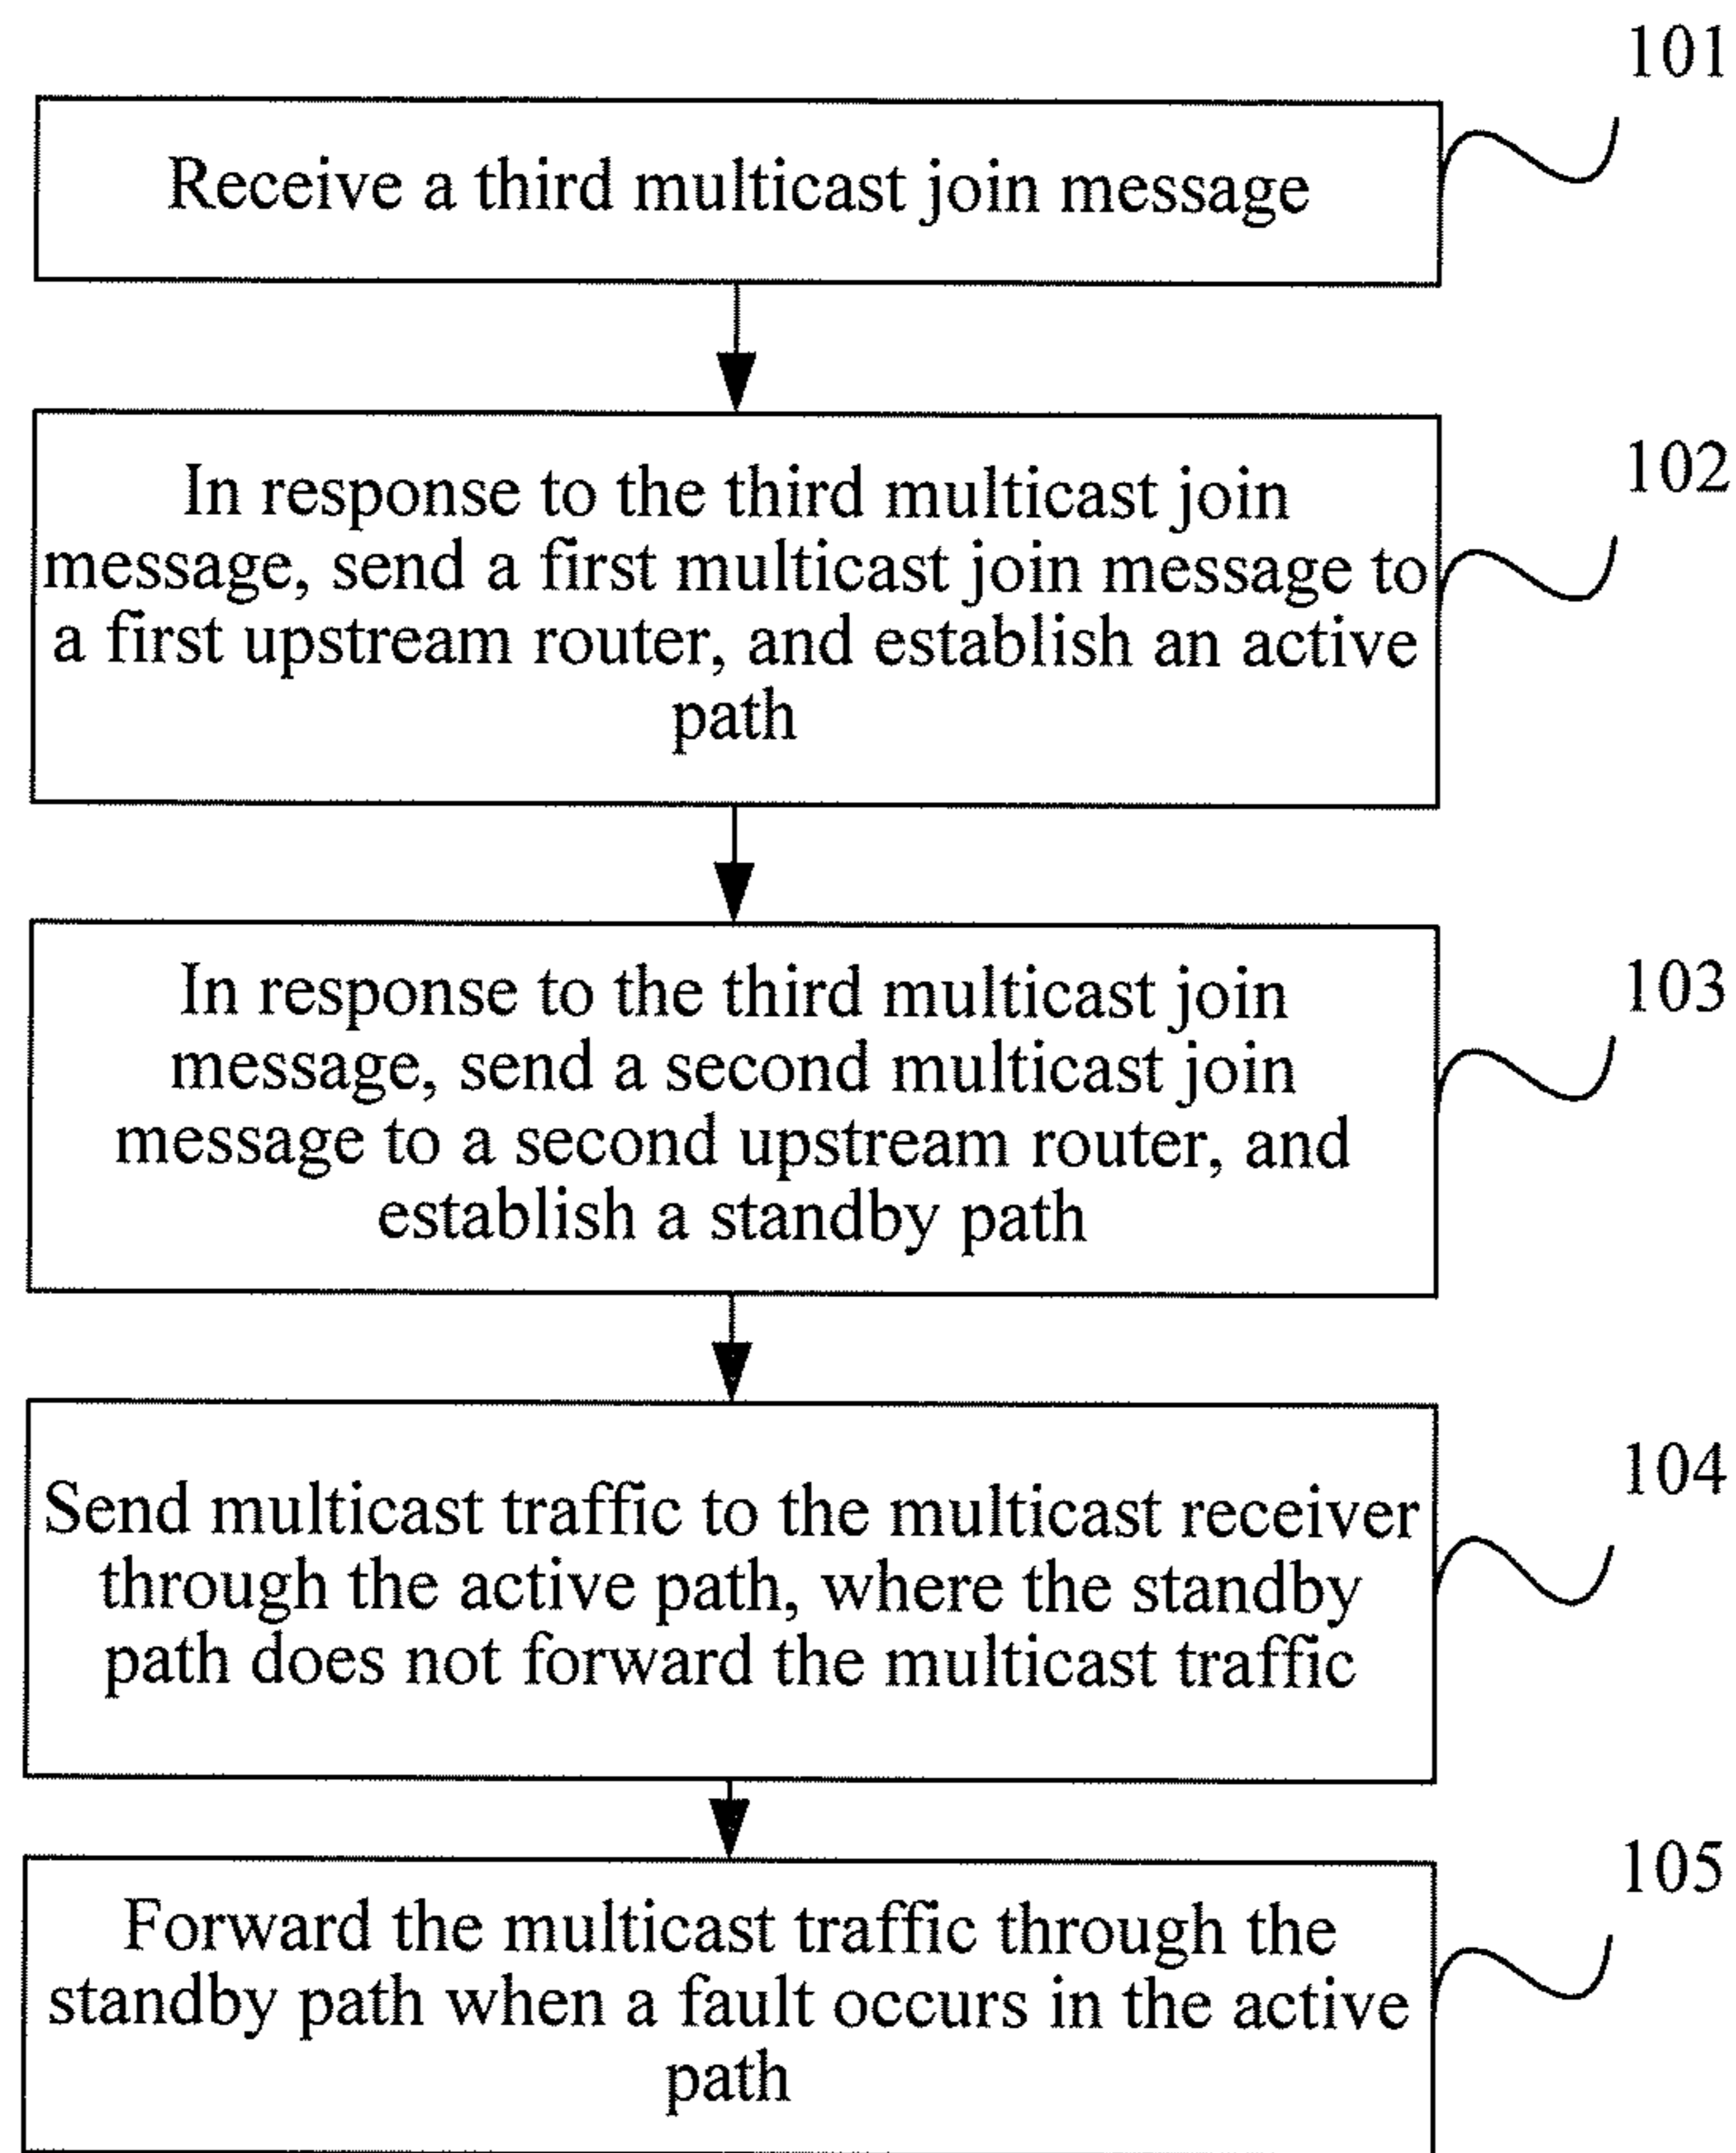 101
Receive a third multicast join message
102
In response to the third multicast join
message, send a first multicast join message to
a first upstream router, and establish an active
path
103
In response to the third multicast join
message, send a second multicast join
message to a second upstream router, and
establish a standby path
104
Send multicast traffic to the multicast receiver
through the active path, where the standby
path does not forward the multicast traffic
105
Forward the multicast traffic through the
standby path when a fault occurs in the active
path